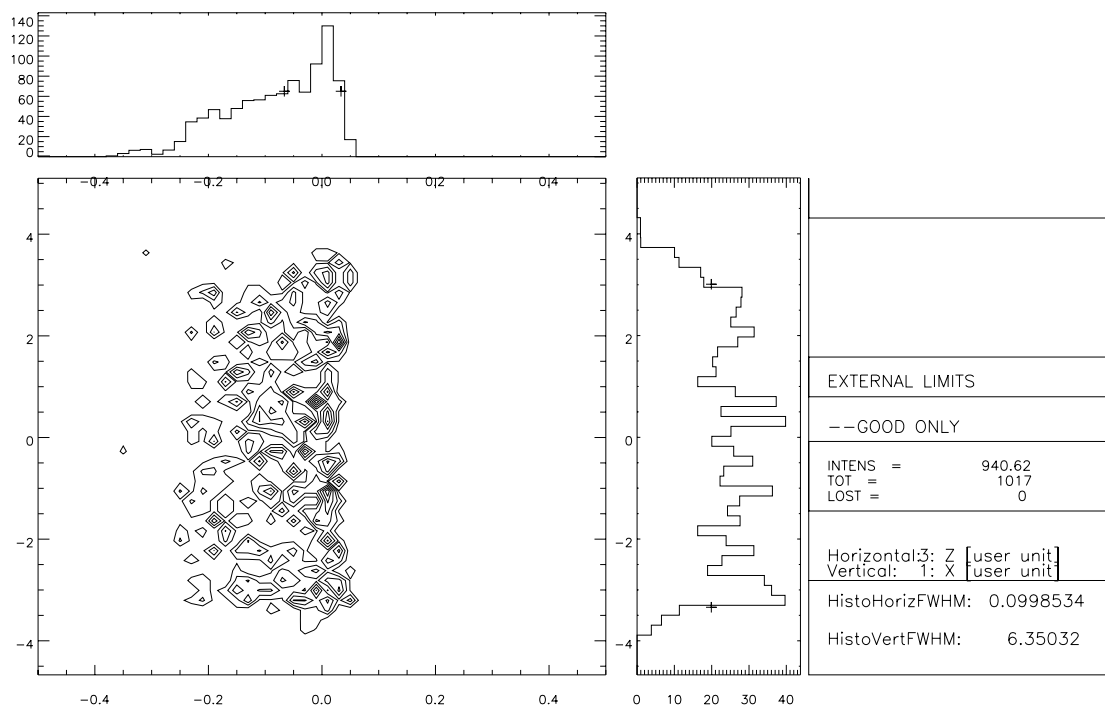 140
120
100
80
60
40
20
0
-0.4 -0.2 0.0 0.2 0.4
4
2
0
-2
-4
-0.4 -0.2 0.0 0.2 0.4
4
2
0
-2
-4
0 10 20 30 40
EXTERNAL LIMITS
--GOOD ONLY
INTENS = 940.62
TOT = 1017
LOST = 0
Horizontal:3: Z [user unit]
Vertical: 1: X [user unit]
HistoHorizFWHM: 0.0998534
HistoVertFWHM: 6.35032